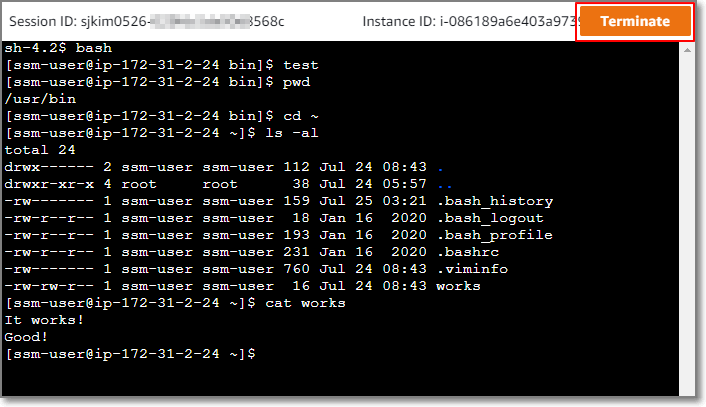 Session ID: sjkim0526-8568c Instance ID: i-086189a6e403a9739 Terminate
sh-4.2$ bash
[ssm-user@ip-172-31-2-24 bin]$ test
[ssm-user@ip-172-31-2-24 bin]$ pwd
/usr/bin
[ssm-user@ip-172-31-2-24 bin]$ cd ~
[ssm-user@ip-172-31-2-24 ~]$ ls -al
total 24
drwx------ 2 ssm-user ssm-user 112 Jul 24 08:43 .
drwxr-xr-x 4 root     root      38 Jul 24 05:57 ..
-rw------- 1 ssm-user ssm-user 159 Jul 25 03:21 .bash_history
-rw-r--r-- 1 ssm-user ssm-user  18 Jan 16  2020 .bash_logout
-rw-r--r-- 1 ssm-user ssm-user 193 Jan 16  2020 .bash_profile
-rw-r--r-- 1 ssm-user ssm-user 231 Jan 16  2020 .bashrc
-rw------- 1 ssm-user ssm-user 760 Jul 24 08:43 .viminfo
-rw-rw-r-- 1 ssm-user ssm-user  16 Jul 24 08:43 works
[ssm-user@ip-172-31-2-24 ~]$ cat works
It works!
Good!
[ssm-user@ip-172-31-2-24 ~]$